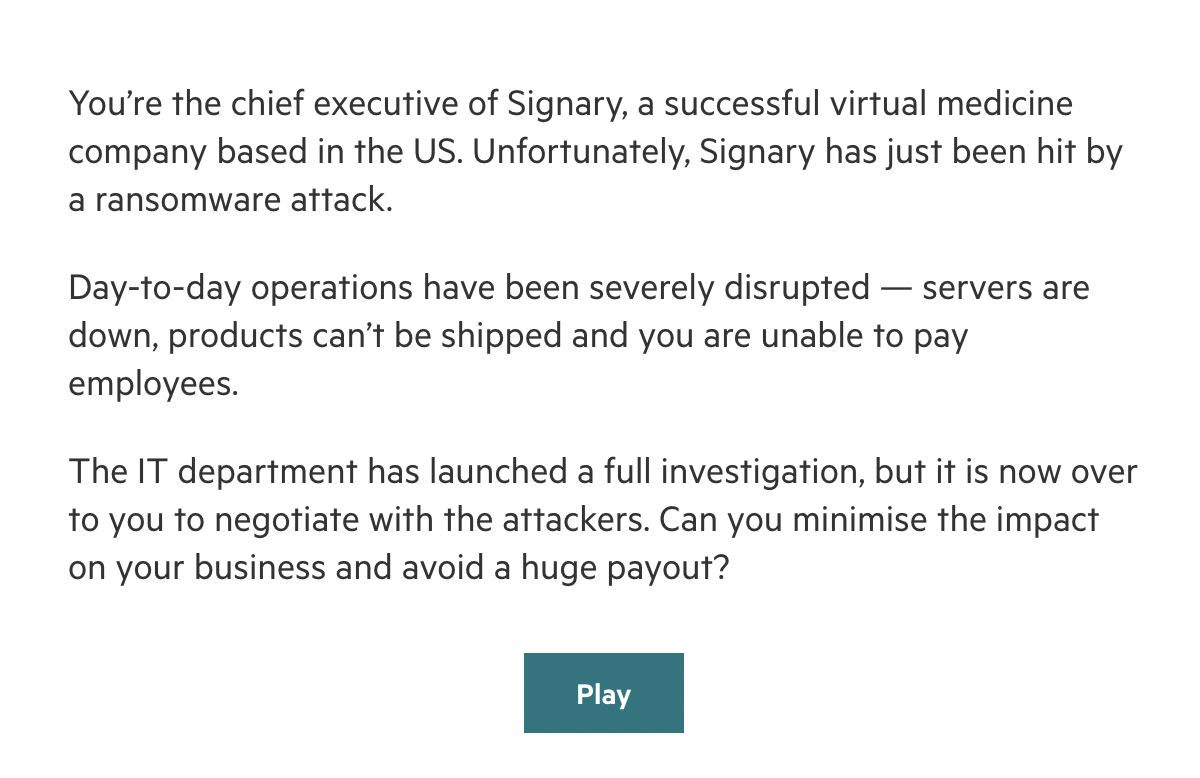 You’re the chief executive of Signary, a successful virtual medicine
company based in the US. Unfortunately, Signary has just been hit by
a ransomware attack.
Day-to-day operations have been severely disrupted — servers are
down, products can’t be shipped and you are unable to pay
employees.
The IT department has launched a full investigation, but it is now over
to you to negotiate with the attackers. Can you minimise the impact
on your business and avoid a huge payout?
Play